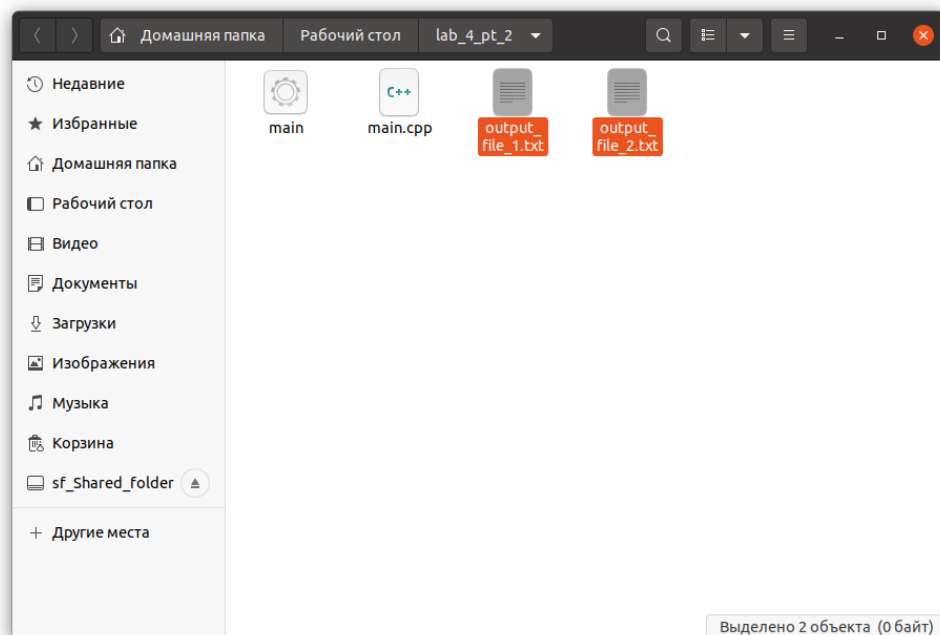 Домашняя папка Рабочий стол lab_4_pt_2
Недавние
Избранные
Домашняя папка
Рабочий стол
Видео
Документы
Загрузки
Изображения
Музыка
Корзина
sf_Shared_folder
Другие места
C++
main
main.cpp
output_
file_1.txt
output_
file_2.txt
Выделено 2 объекта (0 байт)